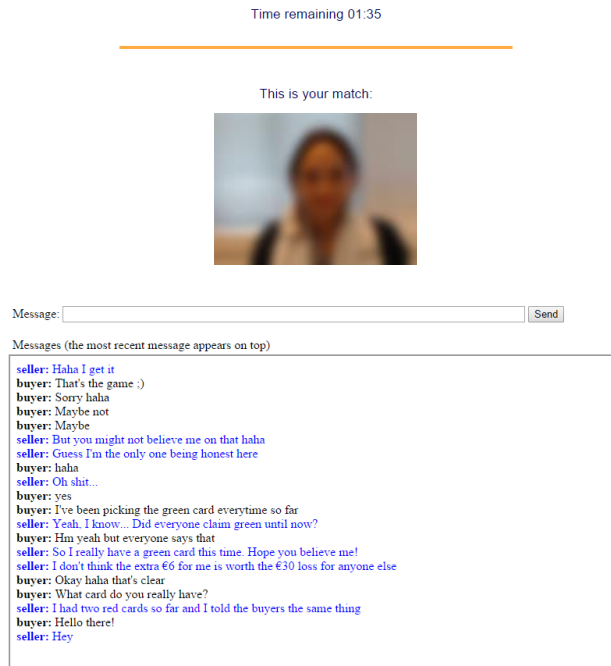 Time remaining 01:35
This is your match:
Message:
Send
Messages (the most recent message appears on top)
seller: Haha I get it
buyer: That's the game ;)
buyer: Sorry haha
buyer: Maybe not
buyer: Maybe
seller: But you might not believe me on that haha
seller: Guess I'm the only one being honest here
buyer: haha
seller: Oh shit...
buyer: yes
buyer: I've been picking the green card everytime so far
seller: Yeah, I know... Did everyone claim green until now?
buyer: Hm yeah but everyone says that
seller: So I really have a green card this time. Hope you believe me!
seller: I don't think the extra €6 for me is worth the €30 loss for anyone else
buyer: Okay haha that's clear
buyer: What card do you really have?
seller: I had two red cards so far and I told the buyers the same thing
buyer: Hello there!
seller: Hey